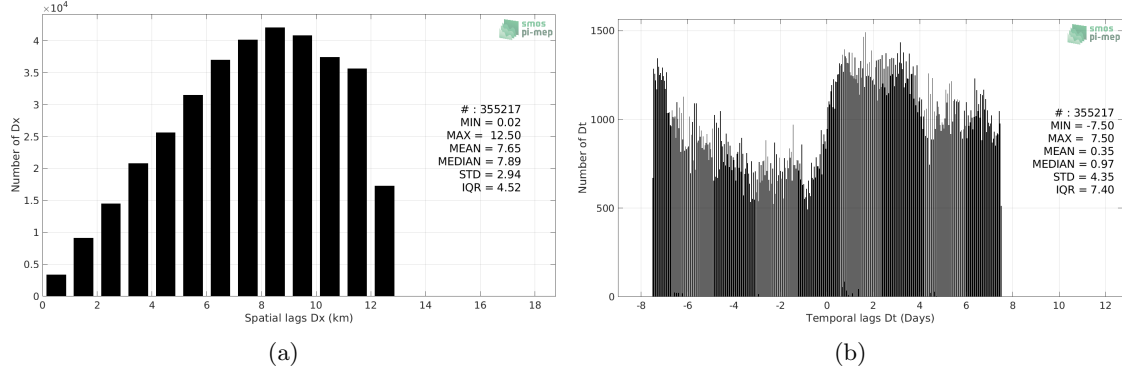 ×10⁴
smos
pi-mep
4
3.5
3
2.5
2
1.5
1
0.5
0
Number of Dx
# : 355217
MIN = 0.02
MAX = 12.50
MEAN = 7.65
MEDIAN = 7.89
STD = 2.94
IQR = 4.52
0 2 4 6 8 10 12 14 16 18
Spatial lags Dx (km)
(a)
smos
pi-mep
1500
1000
500
0
Number of Dt
# : 355217
MIN = -7.50
MAX = 7.50
MEAN = 0.35
MEDIAN = 0.97
STD = 4.35
IQR = 7.40
-8 -6 -4 -2 0 2 4 6 8 10 12
Temporal lags Dt (Days)
(b)